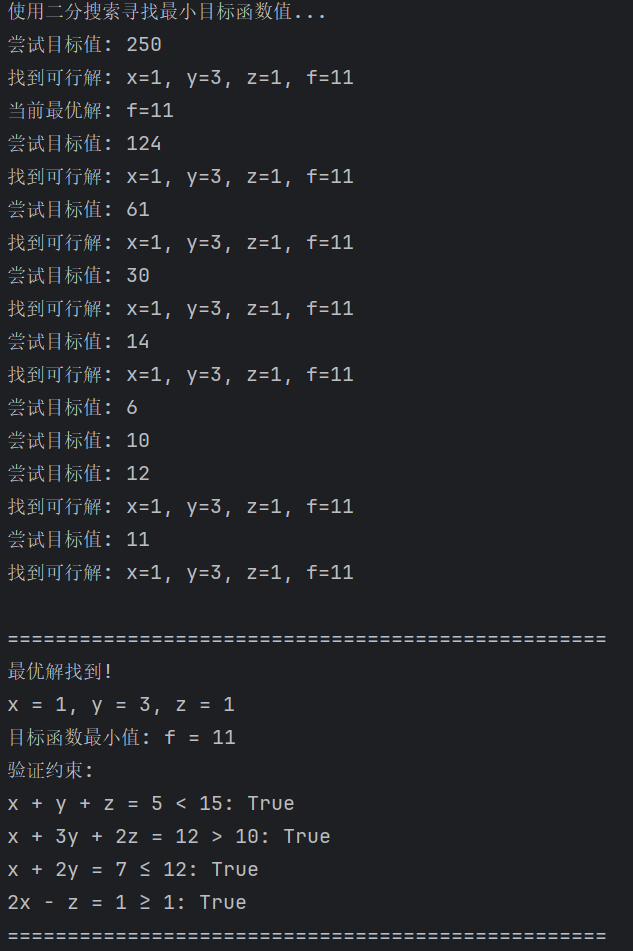 使用二分搜索寻找最小目标函数值...
尝试目标值: 250
找到可行解: x=1, y=3, z=1, f=11
当前最优解: f=11
尝试目标值: 124
找到可行解: x=1, y=3, z=1, f=11
尝试目标值: 61
找到可行解: x=1, y=3, z=1, f=11
尝试目标值: 30
找到可行解: x=1, y=3, z=1, f=11
尝试目标值: 14
找到可行解: x=1, y=3, z=1, f=11
尝试目标值: 6
尝试目标值: 10
尝试目标值: 12
找到可行解: x=1, y=3, z=1, f=11
尝试目标值: 11
找到可行解: x=1, y=3, z=1, f=11
==================================================
最优解找到!
x = 1, y = 3, z = 1
目标函数最小值: f = 11
验证约束:
x + y + z = 5 < 15: True
x + 3y + 2z = 12 > 10: True
x + 2y = 7 ≤ 12: True
2x - z = 1 ≥ 1: True
==================================================